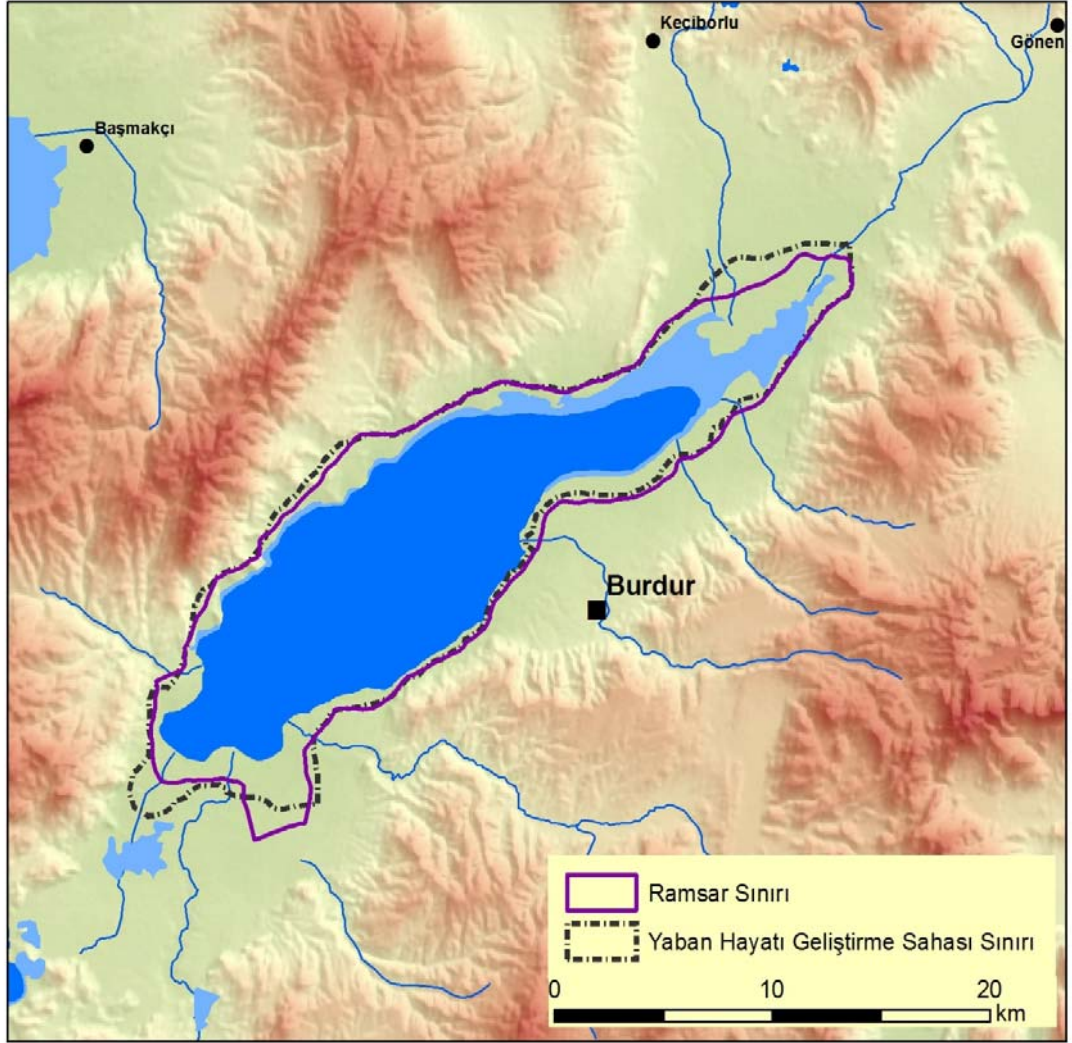 Keçiborlu
Gönen
Başmakçı
Burdur
Ramsar Sınırı
Yaban Hayatı Geliştirme Sahası Sınırı
0 10 20
km